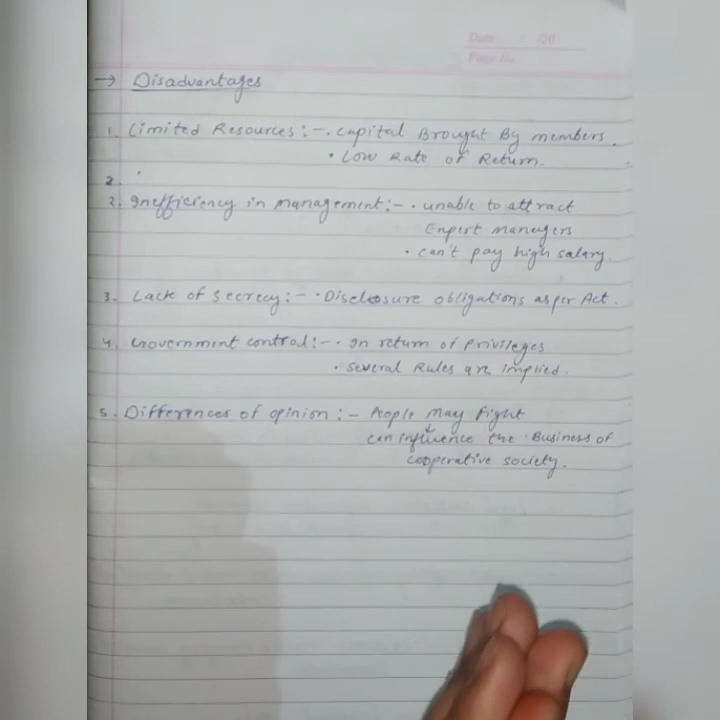 Date : /20
Page No.
→ Disadvantages
1. Limited Resources :- . Capital Brought By members.
• Low Rate of Return.
2. .
2. Inefficiency in management :- . unable to attract
Expert managers
• can't pay high salary
3. Lack of Secrecy :- . Disclosure obligations as per Act.
4. Government control :- . In return of Privileges
• several Rules are implied.
5. Differences of opinion :- People may fight
↓
can influence the Business of
cooperative society.